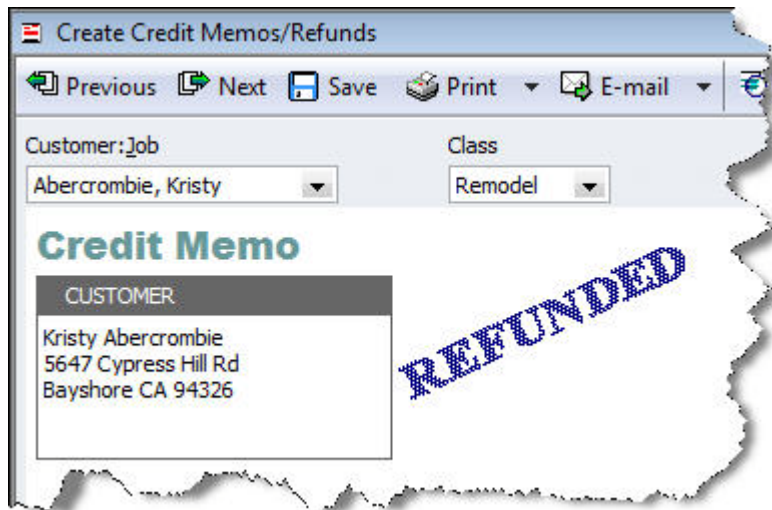 Create Credit Memos/Refunds
Previous Next Save Print E-mail
Customer:Job Class
Abercrombie, Kristy Remodel
Credit Memo
CUSTOMER
Kristy Abercrombie
5647 Cypress Hill Rd
Bayshore CA 94326
REFUNDED